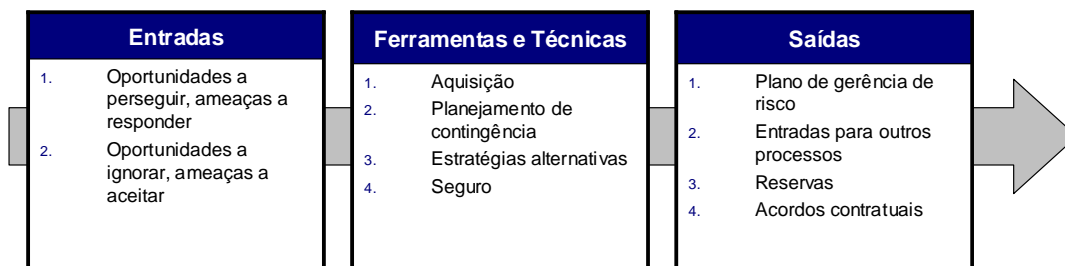 Entradas
1. Oportunidades a
perseguir, ameaças a
responder
2. Oportunidades a
ignorar, ameaças a
aceitar
Ferramentas e Técnicas
1. Aquisição
2. Planejamento de
contingência
3. Estratégias alternativas
4. Seguro
Saídas
1. Plano de gerência de
risco
2. Entradas para outros
processos
3. Reservas
4. Acordos contratuais